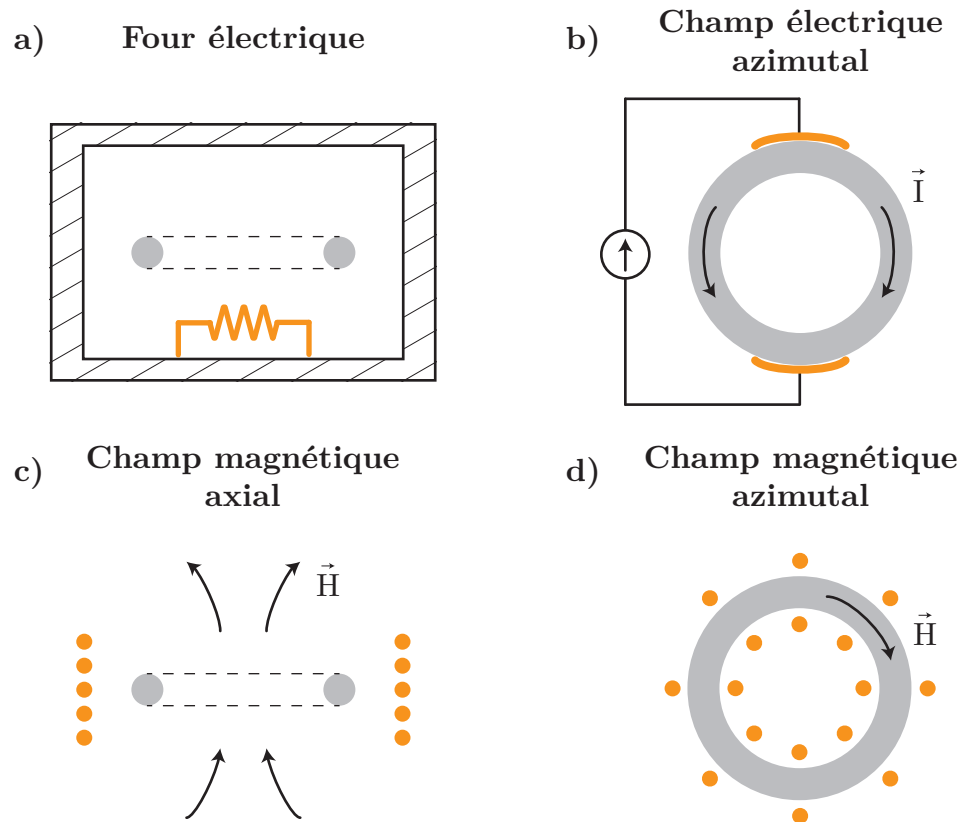 a) Four électrique
b) Champ électrique
azimutal
I
c) Champ magnétique
axial
H
d) Champ magnétique
azimutal
H